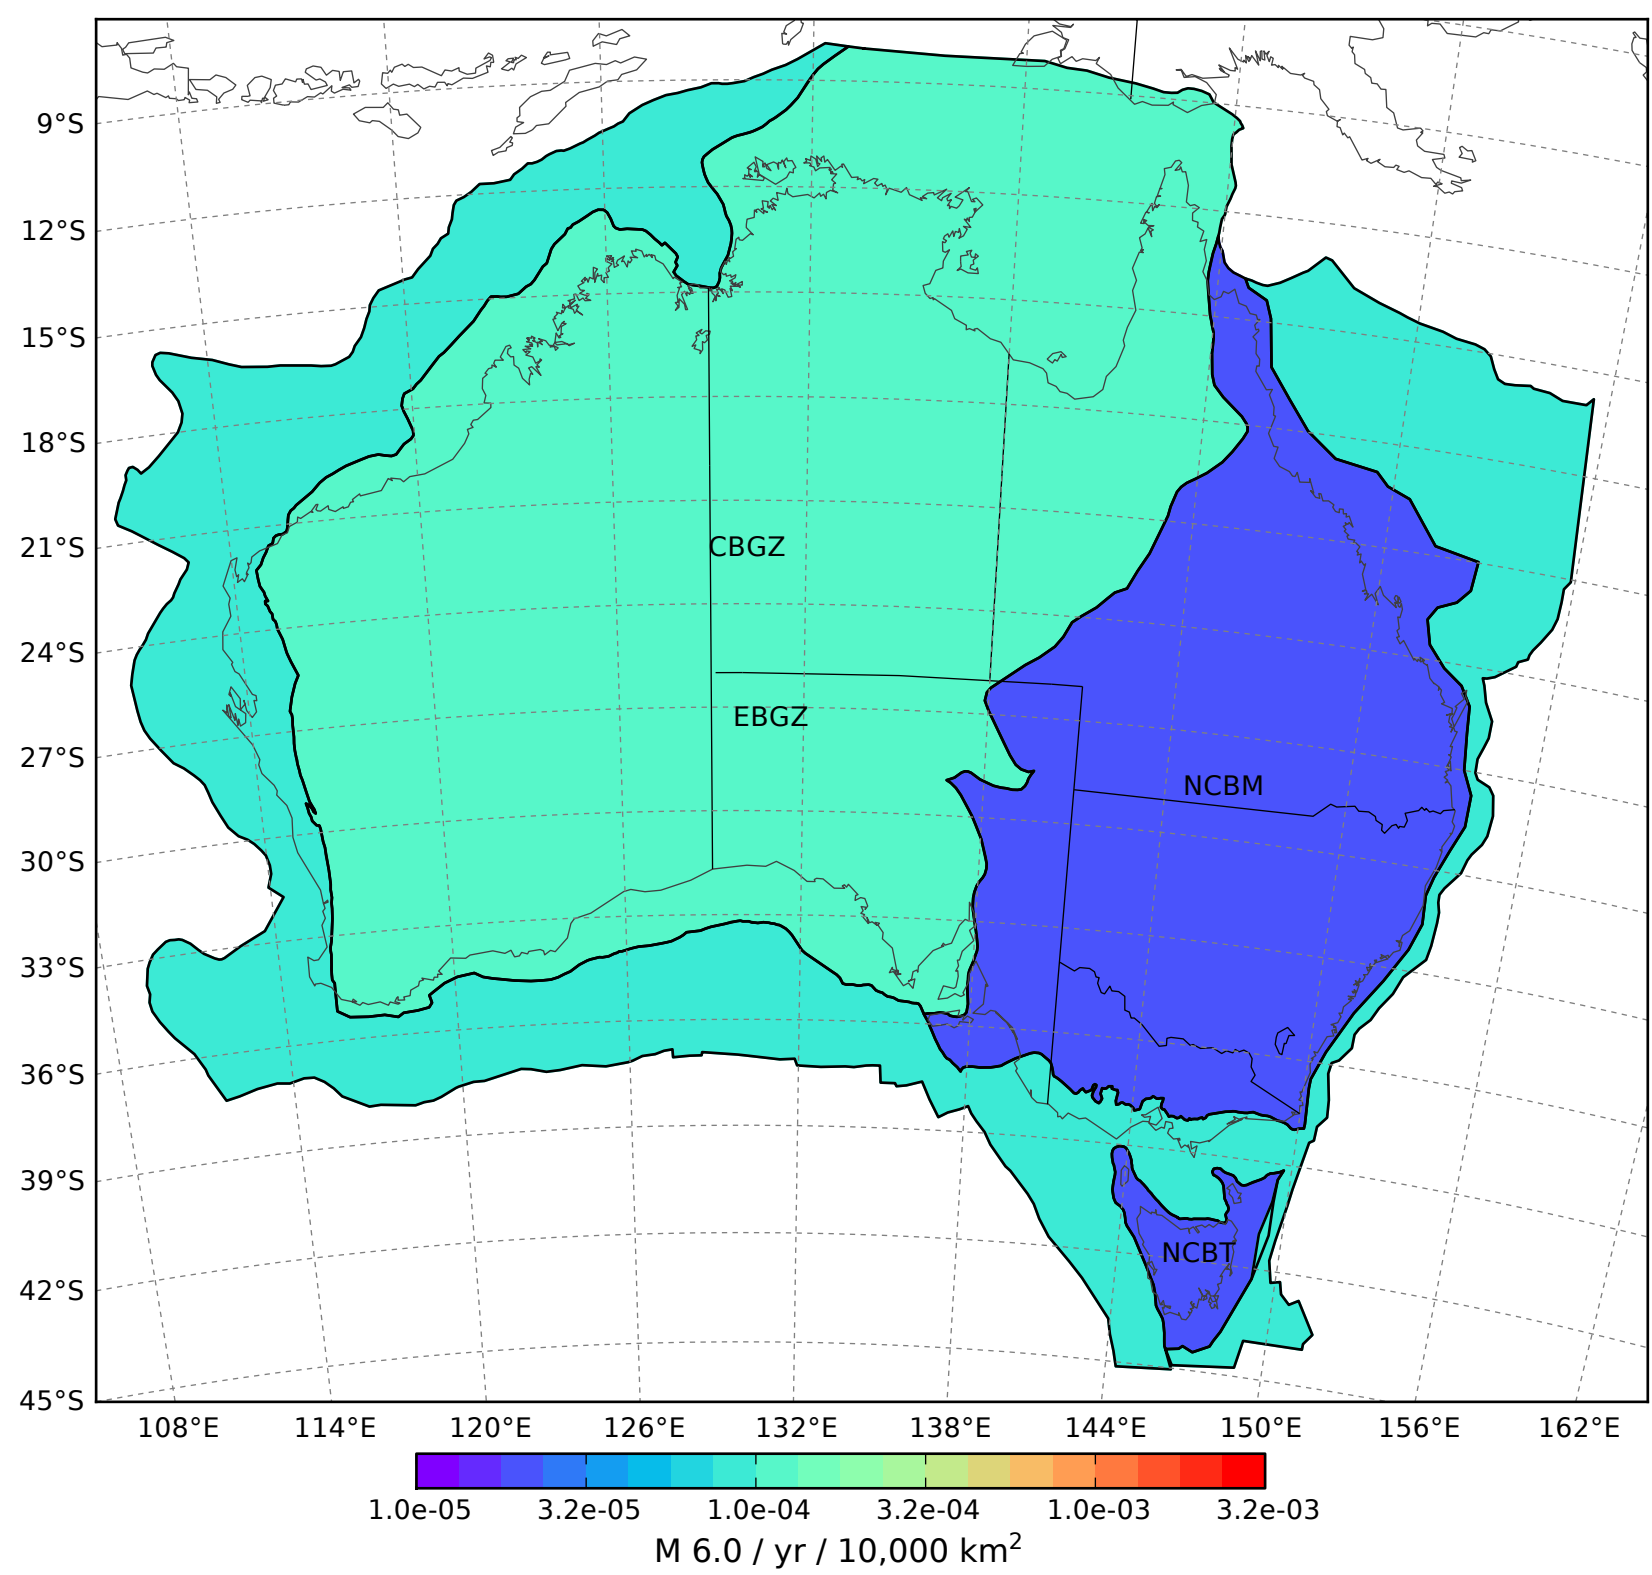 9°S
12°S
15°S
18°S
21°S
24°S
27°S
30°S
33°S
36°S
39°S
42°S
45°S
CBGZ
EBGZ
NCBM
NCBT
108°E 114°E 120°E 126°E 132°E 138°E 144°E 150°E 156°E 162°E
1.0e-05 3.2e-05 1.0e-04 3.2e-04 1.0e-03 3.2e-03
M 6.0 / yr / 10,000 km²